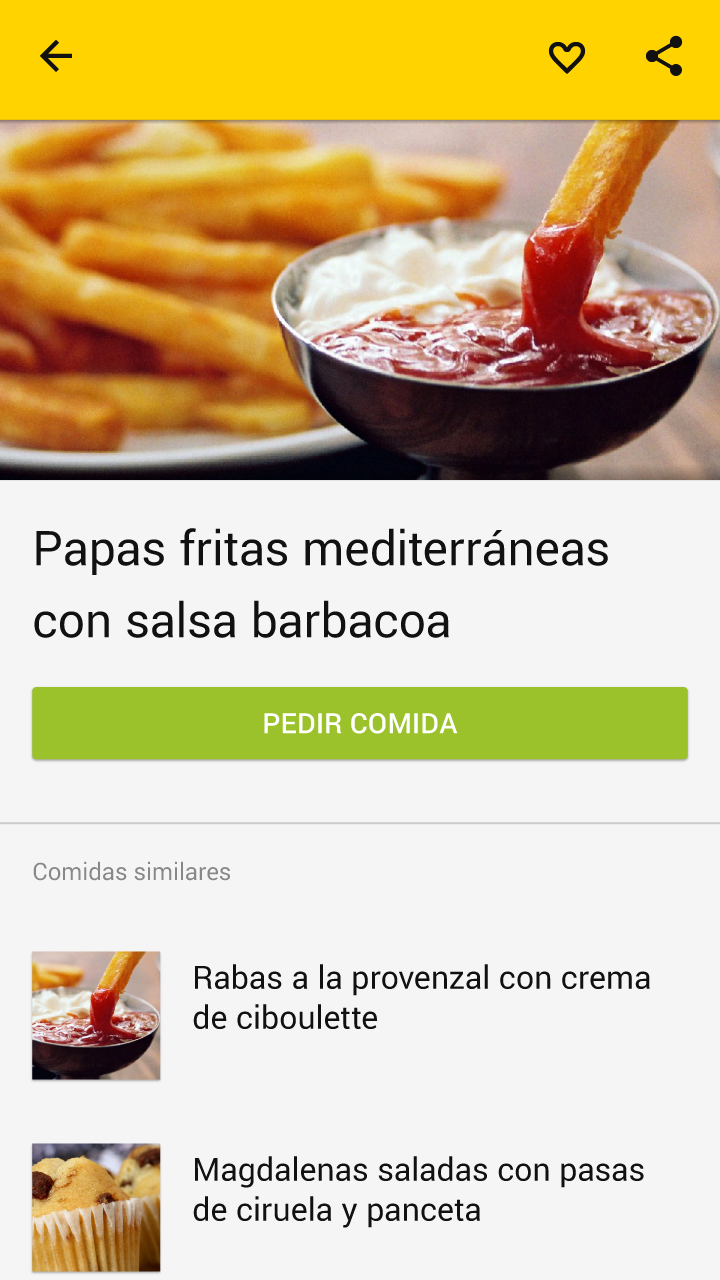 Papas fritas mediterráneas
con salsa barbacoa
PEDIR COMIDA
Comidas similares
Rabas a la provenzal con crema
de ciboulette
Magdalenas saladas con pasas
de ciruela y panceta